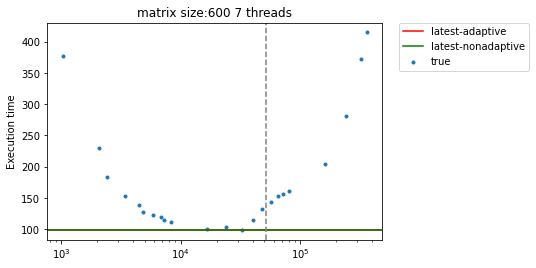 matrix size:600 7 threads
latest-adaptive
latest-nonadaptive
true
Execution time
400
350
300
250
200
150
100
10³
10⁴
10⁵